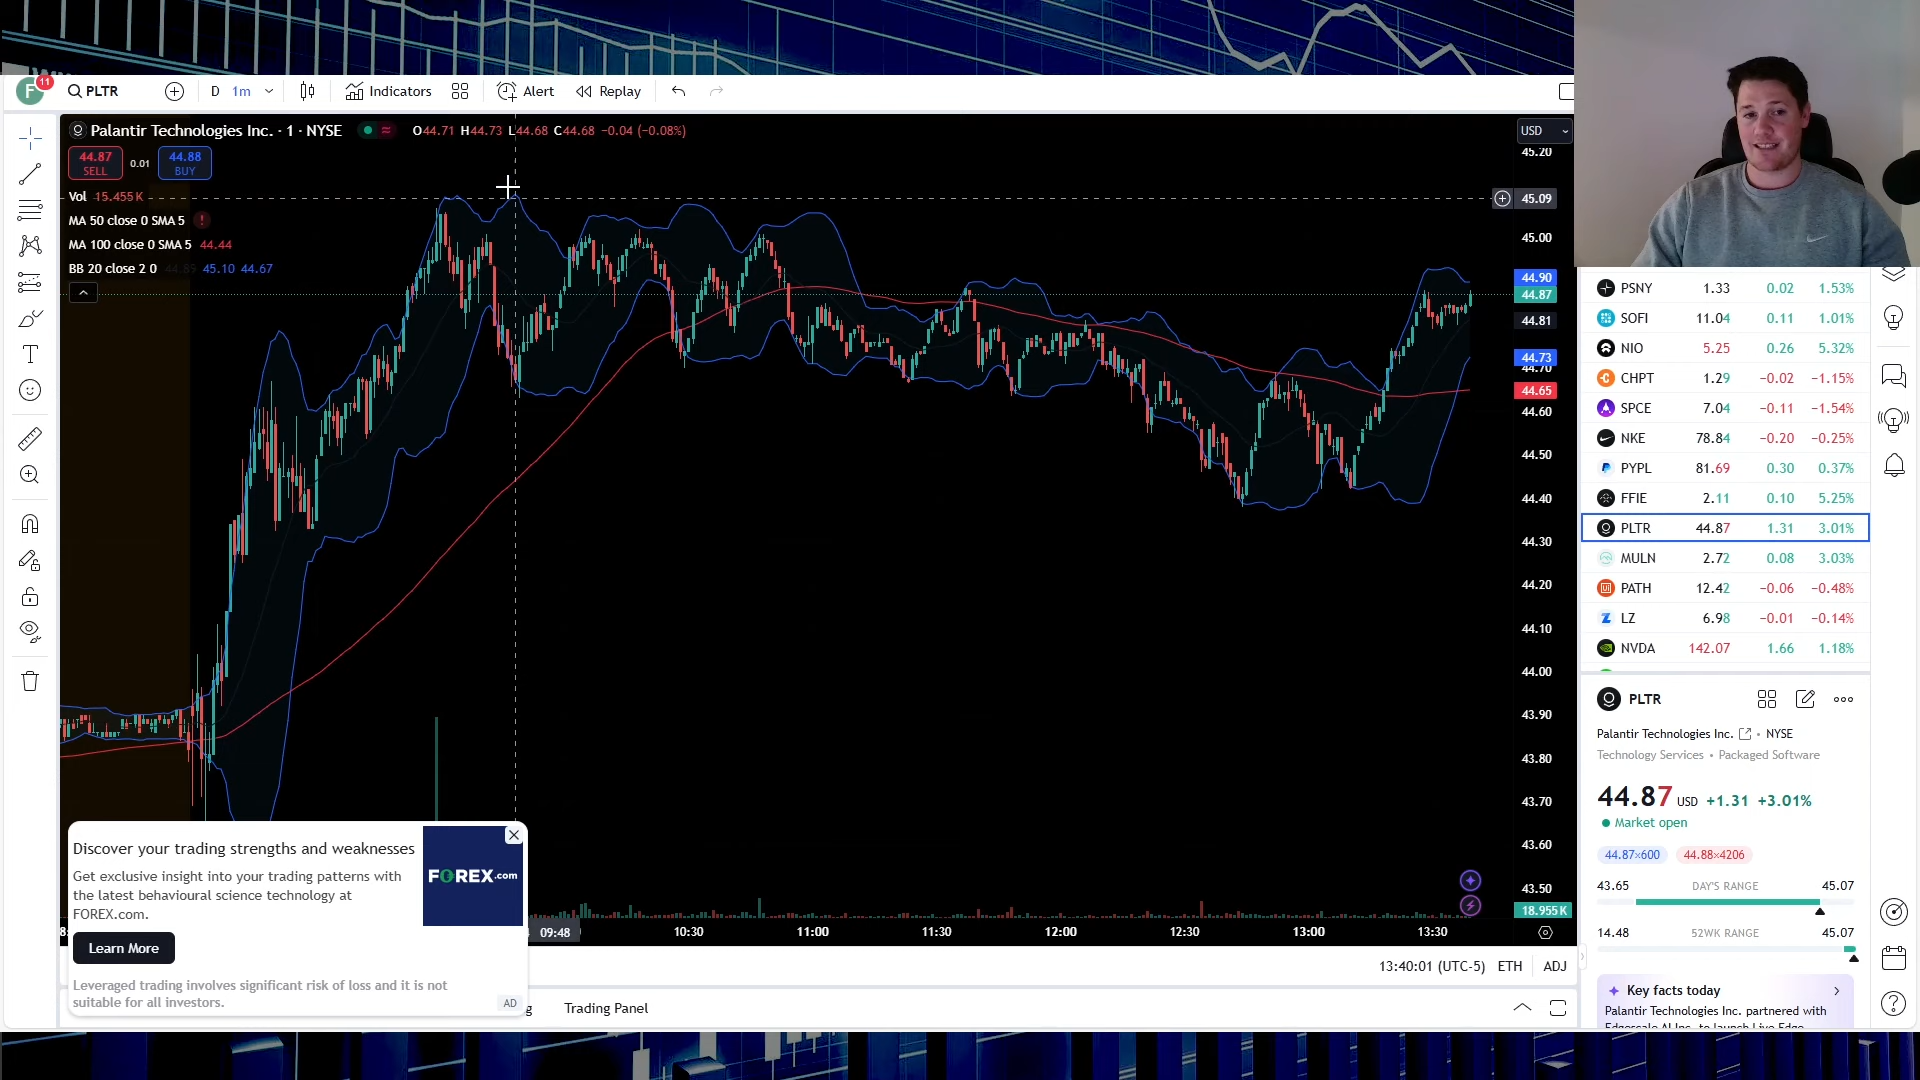 F
11
PLTR
D
1m
Indicators
Alert
Replay
Palantir Technologies Inc. · 1 · NYSE
O44.71 H44.73 L44.68 C44.68 −0.04 (−0.08%)
44.87
SELL
0.01
44.88
BUY
Vol 15.455 K
MA 50 close 0 SMA 5
MA 100 close 0 SMA 5 44.44
BB 20 close 2 0 44.89 45.10 44.67
USD
45.20
45.09
45.00
44.90
44.87
44.81
44.73
44.70
44.65
44.60
44.50
44.40
44.30
44.20
44.10
44.00
43.90
43.80
43.70
43.60
43.50
18.955 K
09:48
10:30
11:00
11:30
12:00
12:30
13:00
13:30
13:40:01 (UTC-5)
ETH
ADJ
Trading Panel
Discover your trading strengths and weaknesses
Get exclusive insight into your trading patterns with
the latest behavioural science technology at
FOREX.com.
FOREX.com
Learn More
Leveraged trading involves significant risk of loss and it is not
suitable for all investors.
AD
PSNY 1.33 0.02 1.53%
SOFI 11.04 0.11 1.01%
NIO 5.25 0.26 5.32%
CHPT 1.29 −0.02 −1.15%
SPCE 7.04 −0.11 −1.54%
NKE 78.84 −0.20 −0.25%
PYPL 81.69 0.30 0.37%
FFIE 2.11 0.10 5.25%
PLTR 44.87 1.31 3.01%
MULN 2.72 0.08 3.03%
PATH 12.42 −0.06 −0.48%
LZ 6.98 −0.01 −0.14%
NVDA 142.07 1.66 1.18%
PLTR
Palantir Technologies Inc. • NYSE
Technology Services • Packaged Software
44.87 USD +1.31 +3.01%
Market open
44.87×600
44.88×4206
43.65 DAY'S RANGE 45.07
14.48 52WK RANGE 45.07
Key facts today
Palantir Technologies Inc. partnered with
Edgescale AI Inc. to launch Live Edge